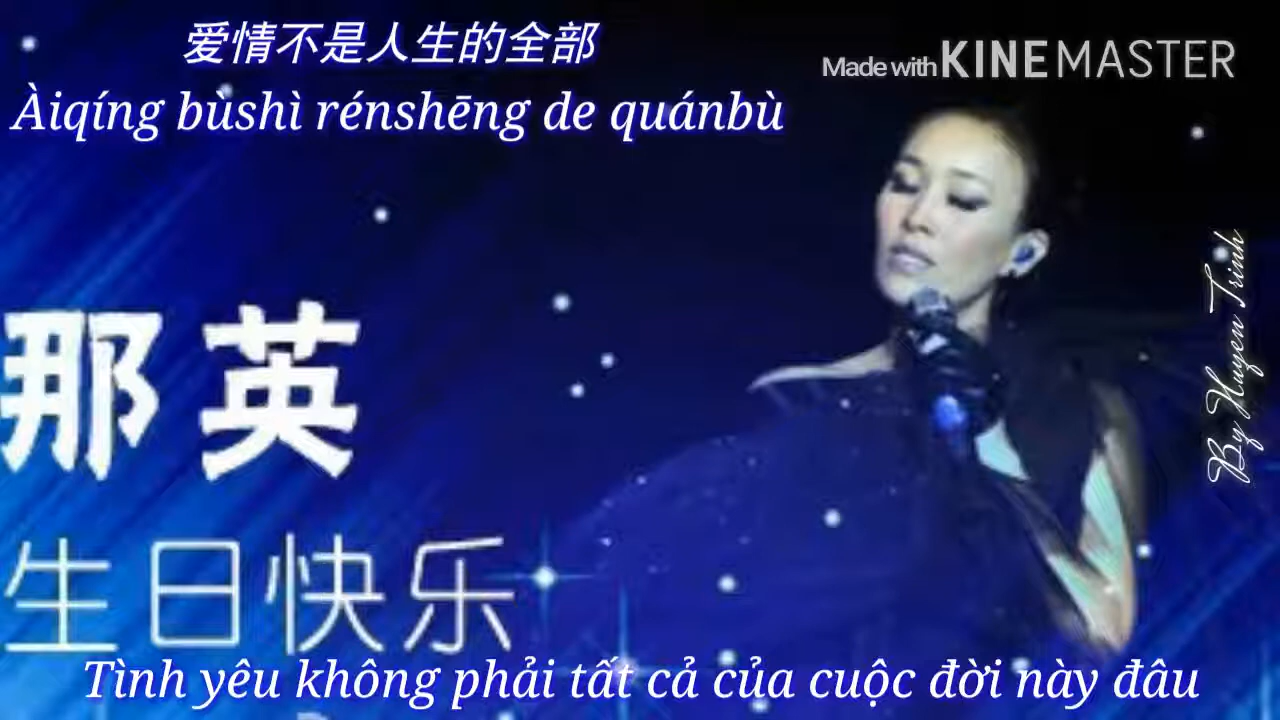 爱情不是人生的全部
Made with KINEMASTER
Àiqíng bùshì rénshēng de quánbù
By Huyen Trinh
那英
生日快乐
Tình yêu không phải tất cả của cuộc đời này đâu